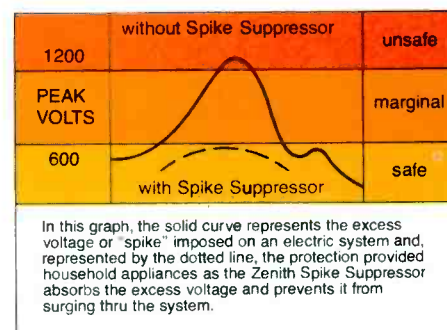 without Spike Suppressor
unsafe
1200
PEAK
VOLTS
marginal
600
safe
with Spike Suppressor
In this graph, the solid curve represents the excess
voltage or "spike" imposed on an electric system and,
represented by the dotted line, the protection provided
household appliances as the Zenith Spike Suppressor
absorbs the excess voltage and prevents it from
surging thru the system.